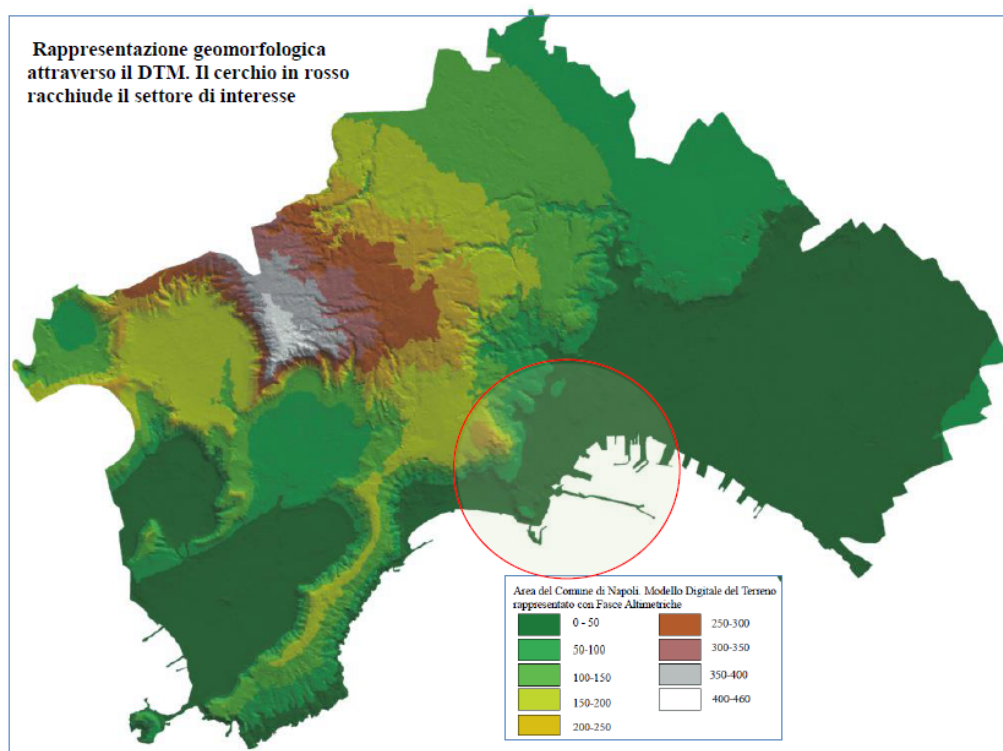 Rappresentazione geomorfologica
attraverso il DTM. Il cerchio in rosso
racchiude il settore di interesse
Area del Comune di Napoli. Modello Digitale del Terreno
rappresentato con Fasce Altimetriche
0 - 50
50-100
100-150
150-200
200-250
250-300
300-350
350-400
400-460